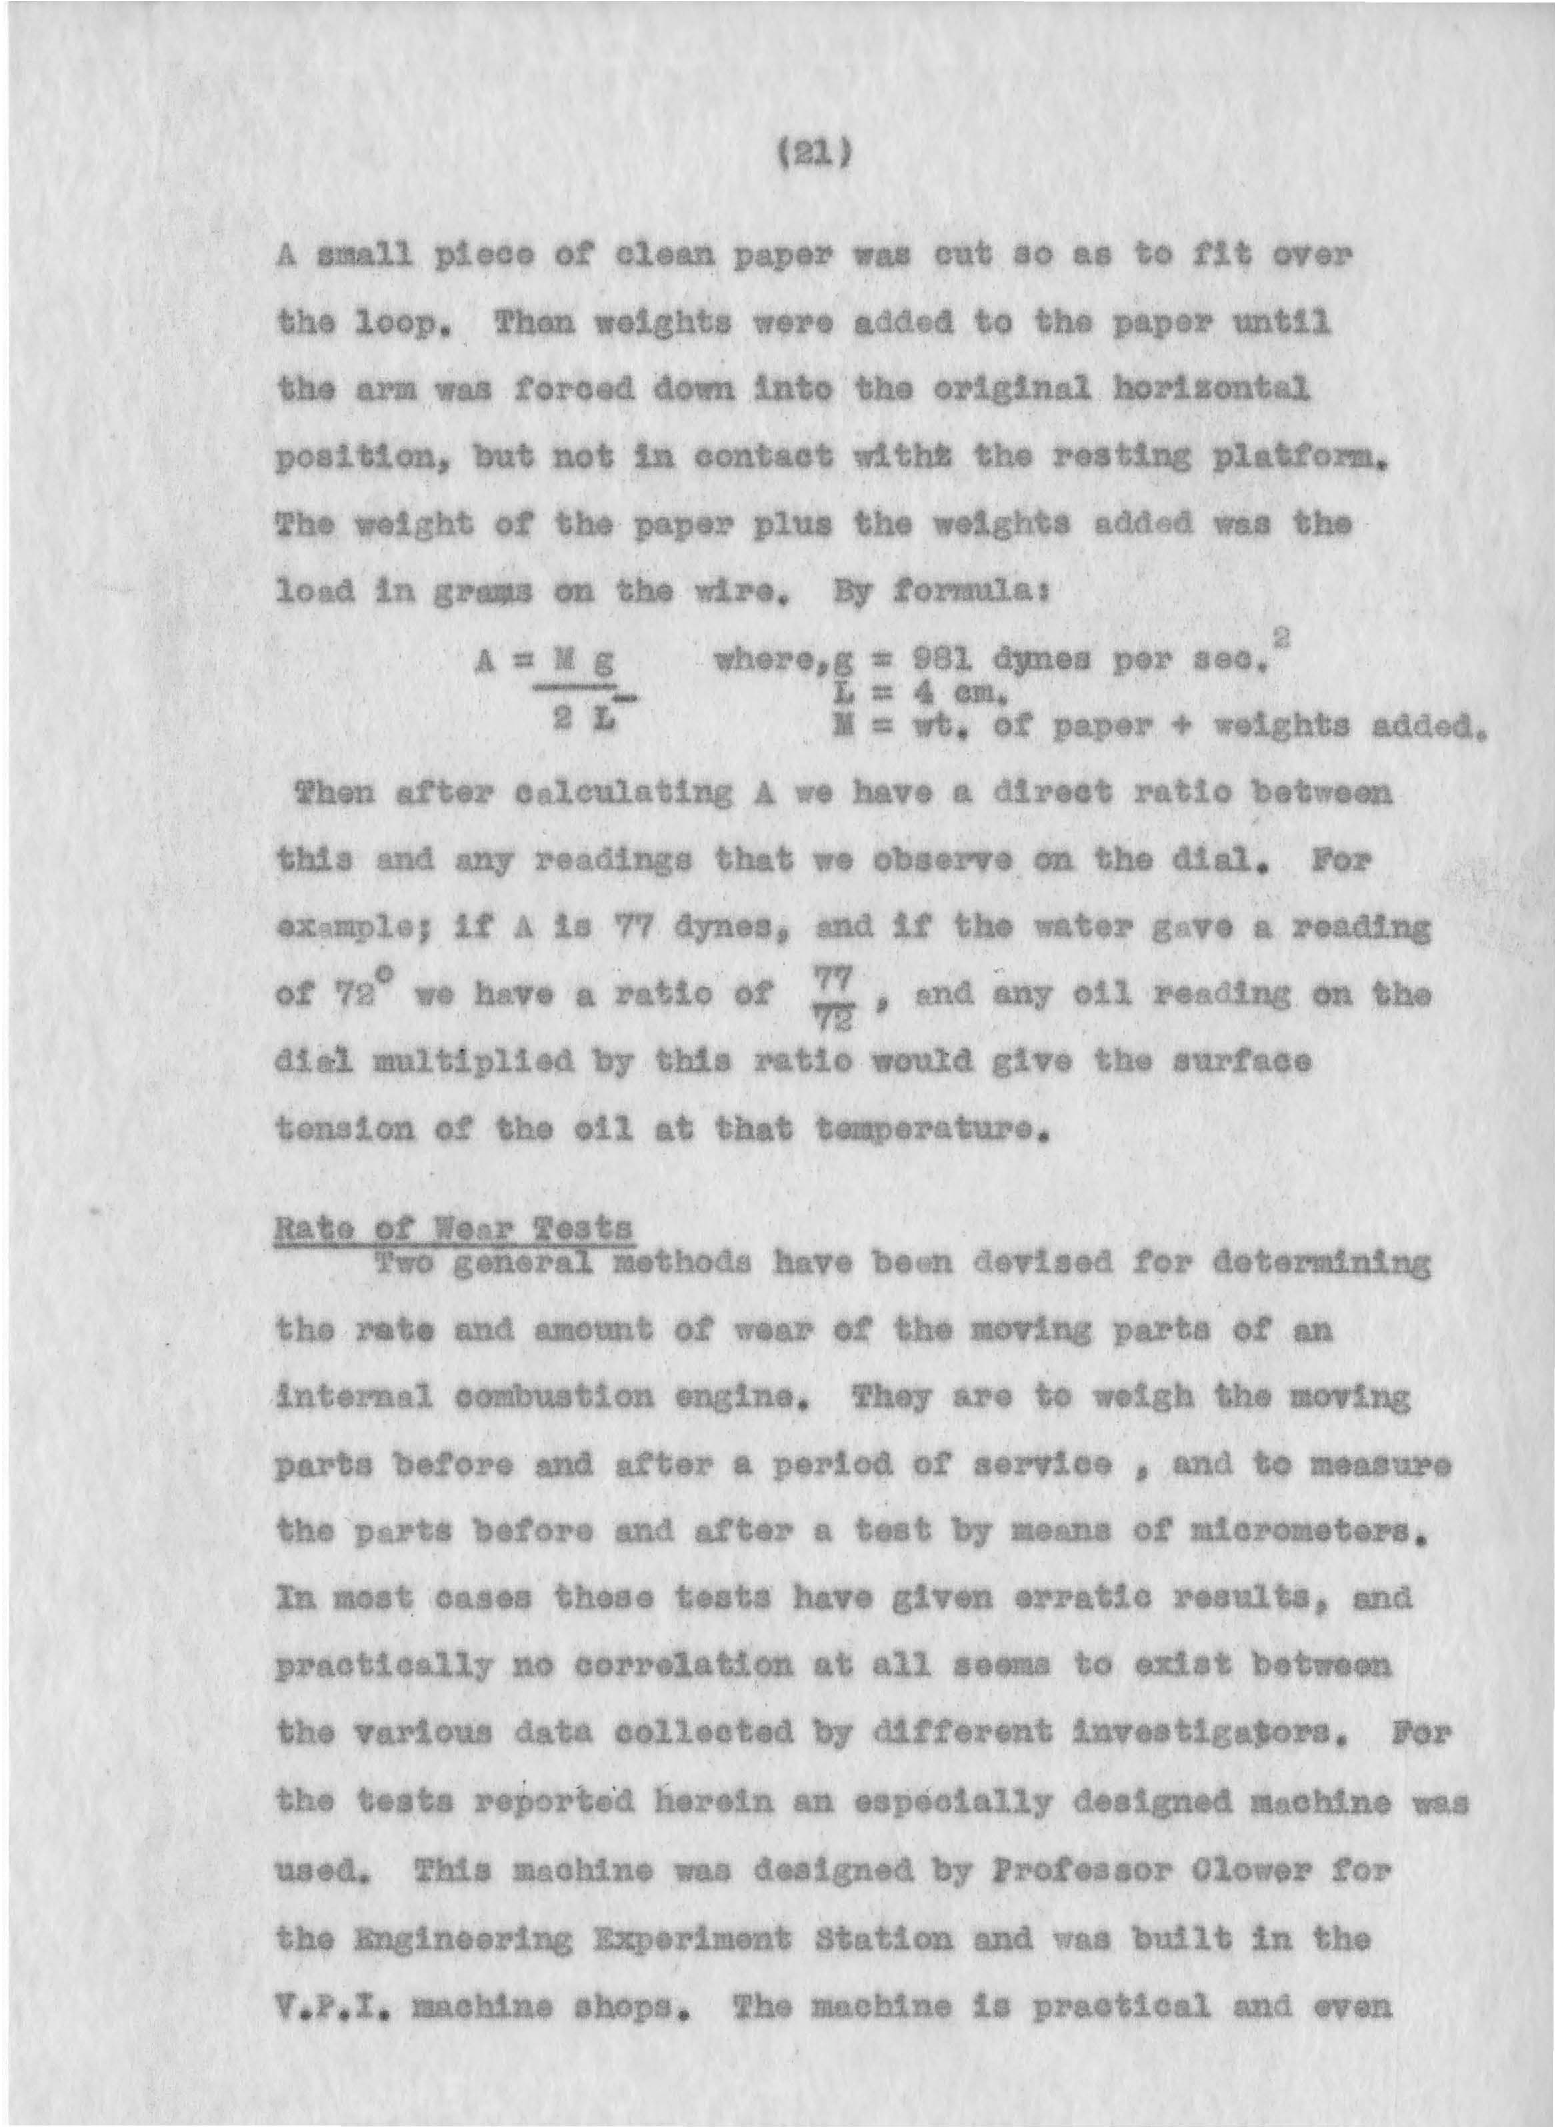 (21)
A small piece of clean paper was cut so as to fit over
the loop. Then weights were added to the paper until
the arm was forced down into the original horizontal
position, but not in contact witht the resting platform.
The weight of the paper plus the weights added was the
load in grams on the wire. By formula:
A = M g where,g = 981 dynes per sec.²
L = 4 cm.
2 L
M = wt. of paper + weights added.
Then after calculating A we have a direct ratio between
this and any readings that we observe on the dial. For
example; if A is 77 dynes, and if the water gave a reading
of 72° we have a ratio of 77/72, and any oil reading on the
dial multiplied by this ratio would give the surface
tension of the oil at that temperature.
Rate of Wear Tests
Two general methods have been devised for determining
the rate and amount of wear of the moving parts of an
internal combustion engine. They are to weigh the moving
parts before and after a period of service , and to measure
the parts before and after a test by means of micrometers.
In most cases these tests have given erratic results, and
practically no correlation at all seems to exist between
the various data collected by different investigators. For
the tests reported herein an especially designed machine was
used. This machine was designed by Professor Clower for
the Engineering Experiment Station and was built in the
V.P.I. machine shops. The machine is practical and even